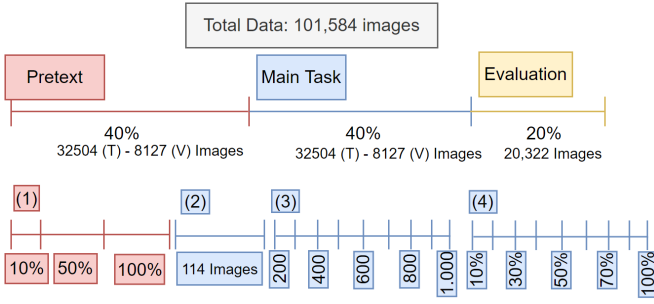 Total Data: 101,584 images
Pretext
Main Task
Evaluation
40%
32504 (T) - 8127 (V) Images
40%
32504 (T) - 8127 (V) Images
20%
20,322 Images
(1)
(2)
(3)
(4)
10%
50%
100%
114 Images
200
400
600
800
1.000
10%
30%
50%
70%
100%